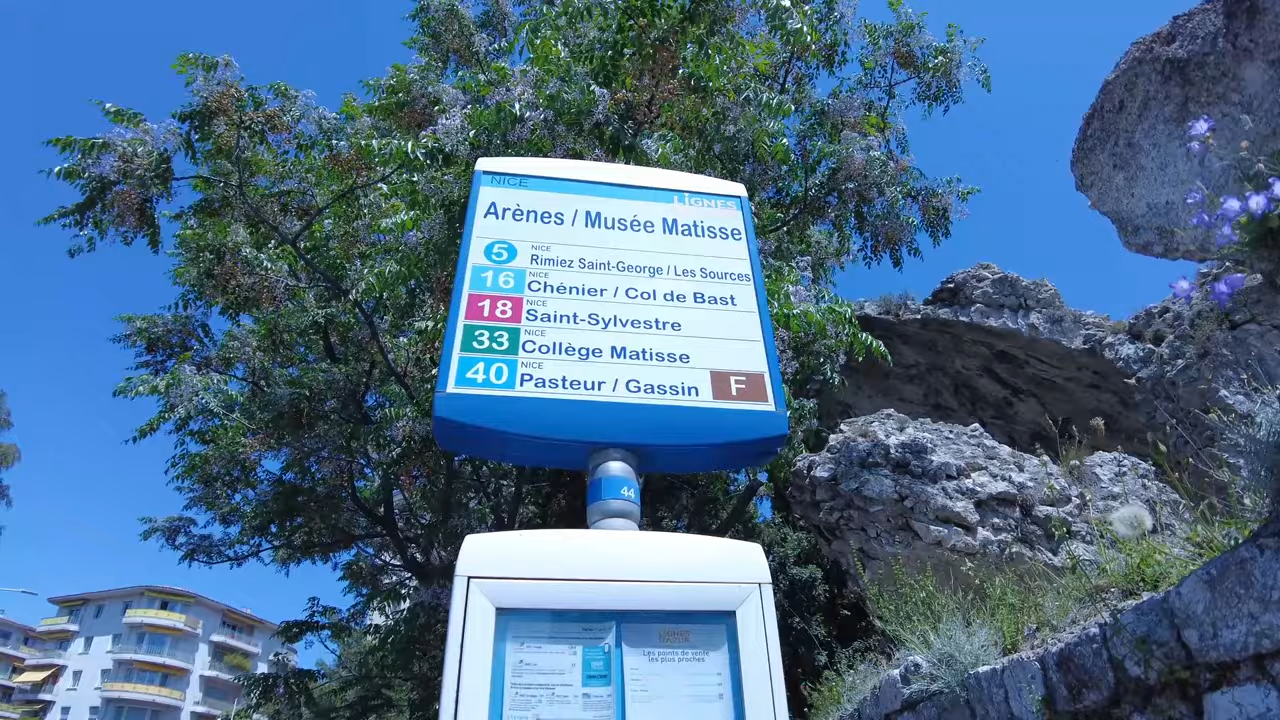 NICE
LIGNES
Arènes / Musée Matisse
5 NICE Rimiez Saint-George / Les Sources
16 NICE Chénier / Col de Bast
18 NICE Saint-Sylvestre
33 NICE Collège Matisse
40 NICE Pasteur / Gassin F
44
LIGNES
D'AZUR
Les points de vente
les plus proches